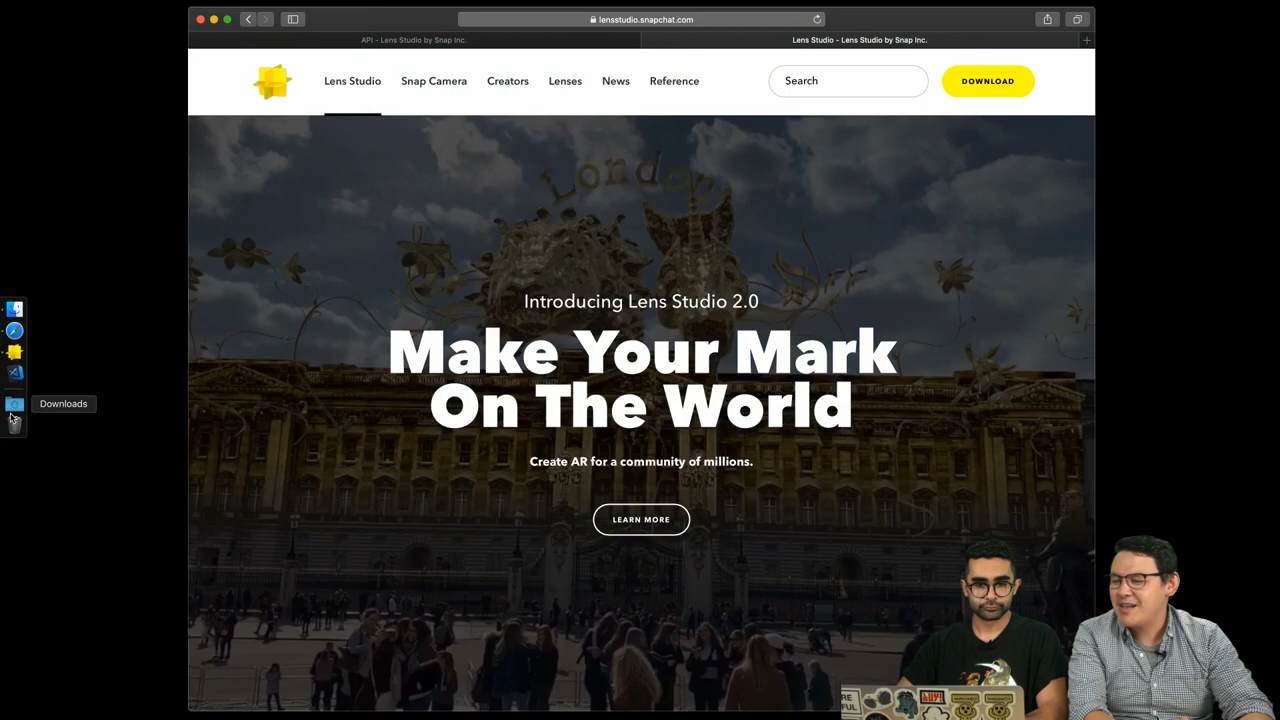 lensstudio.snapchat.com
API - Lens Studio by Snap Inc.
Lens Studio - Lens Studio by Snap Inc.
Lens Studio
Snap Camera
Creators
Lenses
News
Reference
Search
DOWNLOAD
London
Introducing Lens Studio 2.0
Make Your Mark
On The World
Create AR for a community of millions.
LEARN MORE
Downloads